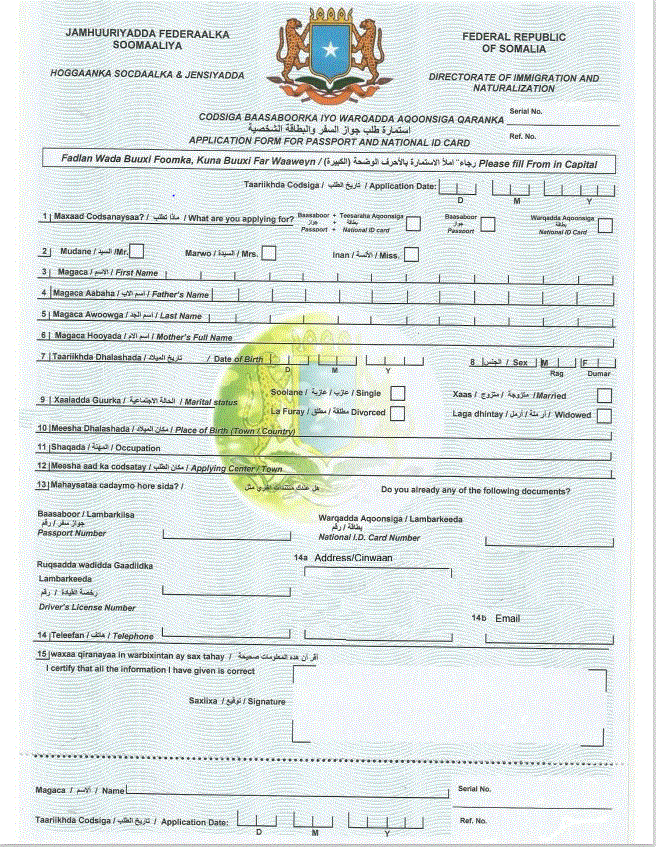 JAMHUURIYADDA FEDERAALKA
SOOMAALIYA
HOGGAANKA SOCDAALKA & JENSIYADDA
FEDERAL REPUBLIC
OF SOMALIA
DIRECTORATE OF IMMIGRATION AND
NATURALIZATION
Serial No.
CODSIGA BAASABOORKA IYO WARQADDA AQOONSIGA QARANKA
استمارة طلب جواز السفر والبطاقة الشخصية
Ref. No.
APPLICATION FORM FOR PASSPORT AND NATIONAL ID CARD
Fadlan Wada Buuxi Foomka, Kuna Buuxi Far Waaweyn / (الكبيرة) رجاء املأ الاستمارة بالأحرف الوضحة Please fill From in Capital
Taariikhda Codsiga / تاريخ الطلب / Application Date:
D M Y
1 Maxaad Codsanaysaa? / ماذا تطلب / What are you applying for?
Baasaboor + Teesaraha Aqoonsiga
جواز + بطاقة
Passport + National ID card
Baasaboor
جواز
Passport
Warqadda Aqoonsiga
بطاقة
National ID Card
2 Mudane / السيد /Mr. Marwo / السيدة / Mrs. Inan / الآنسة / Miss.
3 Magaca / الاسم / First Name
4 Magaca Aabaha / اسم الاب / Father's Name
5 Magaca Awoowga / اسم الجد / Last Name
6 Magaca Hooyada / اسم الام / Mother's Full Name
7 Taariikhda Dhalashada / تاريخ الميلاد / Date of Birth
D M Y
8 الجنس / Sex M F
Rag Dumar
9 Xaaladda Guurka / الحالة الاجتماعية / Marital status
Soolane / عازب / عازبة / Single
Xaas / متزوج / متزوجة /Married
La Furay / مطلق / مطلقة Divorced
Laga dhintay / أرمل / أر ملة / Widowed
10 Meesha Dhalashada / مكان الميلاد / Place of Birth (Town / Country)
11 Shaqada / المهنة / Occupation
12 Meesha aad ka codsatay / مكان الطلب / Applying Center / Town
13 Mahaysataa cadaymo hore sida? / Do you already any of the following documents?
Baasaboor / Lambarkiisa
جواز سفر / رقم
Passport Number
Warqadda Aqoonsiga / Lambarkeeda
بطاقة / رقم
National I.D. Card Number
14a Address/Cinwaan
Ruqsadda wadidda Gaadiidka
Lambarkeeda
رخصة القيادة / رقم
Driver's License Number
14b Email
14 Teleefan / هاتف / Telephone
15 waxaa qiranayaa in warbixintan ay sax tahay / أقر أن هذه المعلومات صحيحة
I certify that all the information I have given is correct
Saxiixa / توقيع / Signature
Magaca / الاسم / Name
Serial No.
Taariikhda Codsiga / تاريخ الطلب / Application Date:
D M Y
Ref. No.